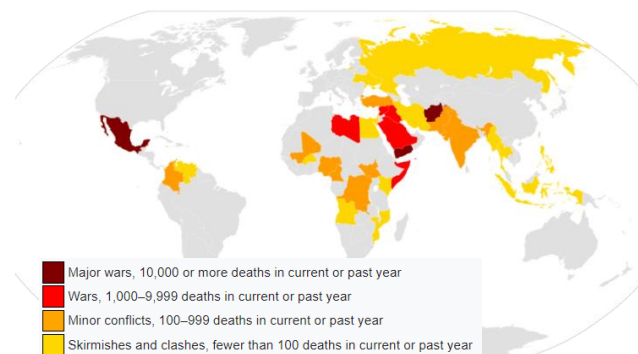 Major wars, 10,000 or more deaths in current or past year
Wars, 1,000–9,999 deaths in current or past year
Minor conflicts, 100–999 deaths in current or past year
Skirmishes and clashes, fewer than 100 deaths in current or past year